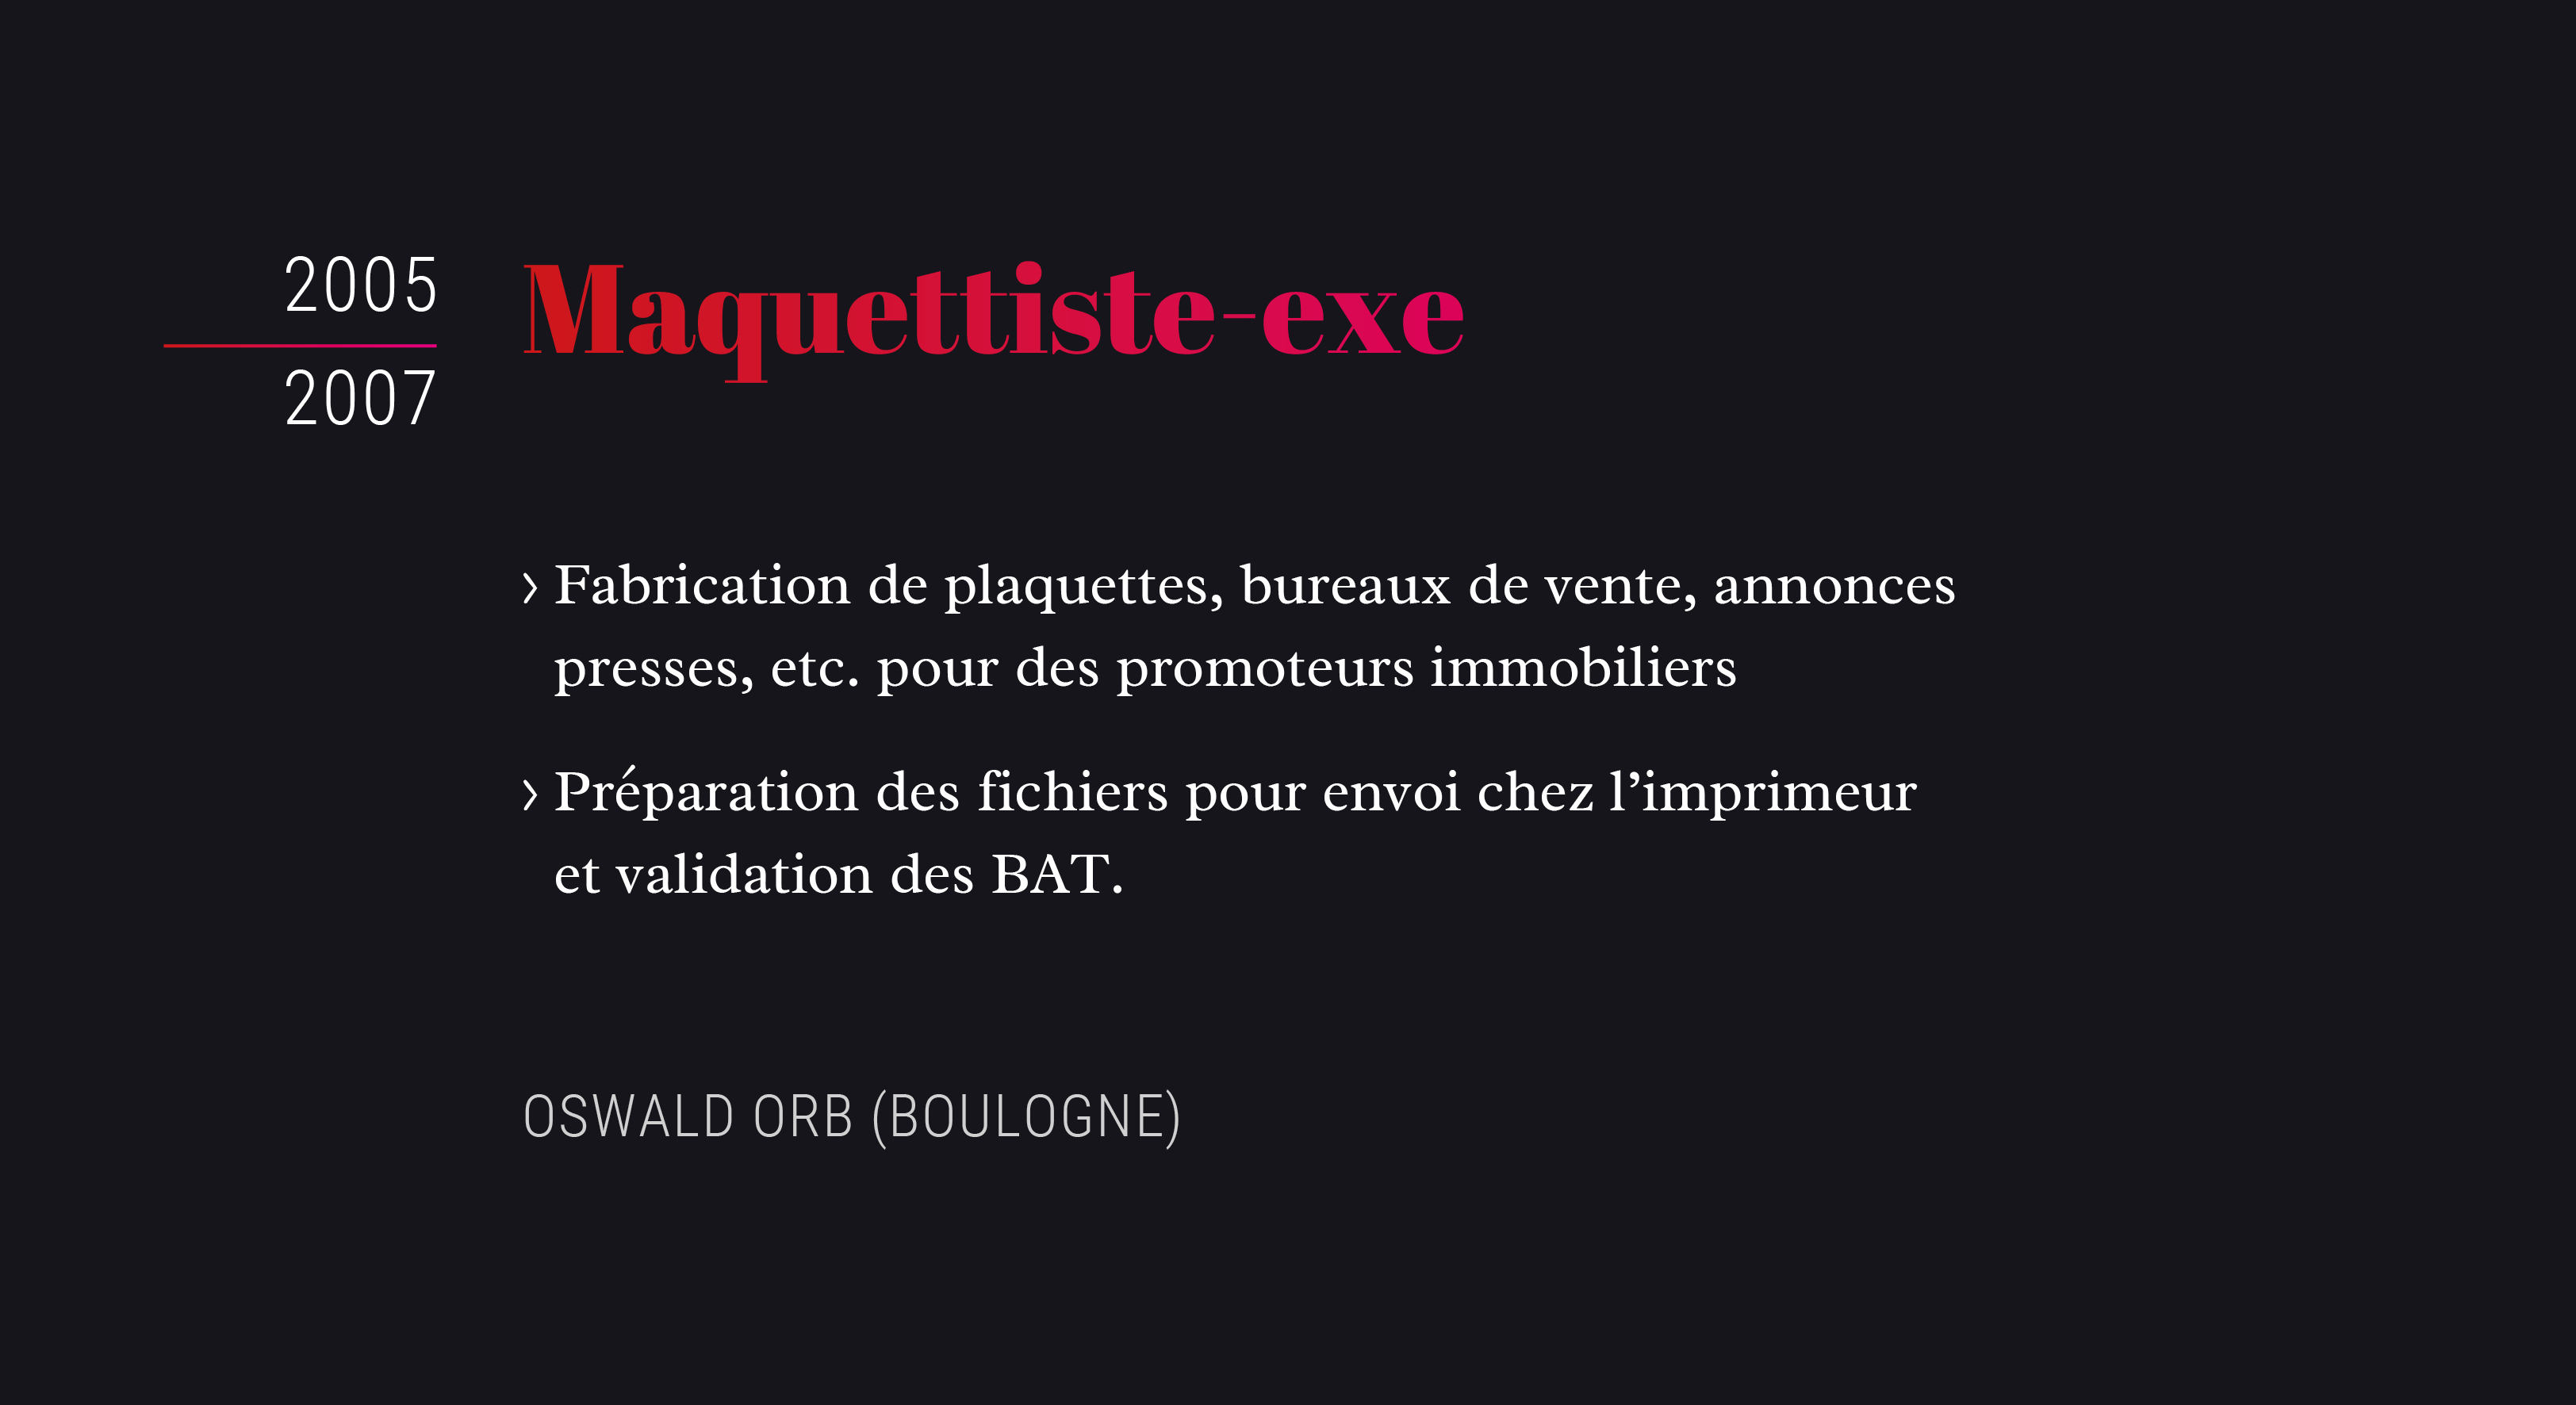 2005
2007
Maquettiste-exe
› Fabrication de plaquettes, bureaux de vente, annonces
presses, etc. pour des promoteurs immobiliers
› Préparation des fichiers pour envoi chez l’imprimeur
et validation des BAT.
OSWALD ORB (BOULOGNE)